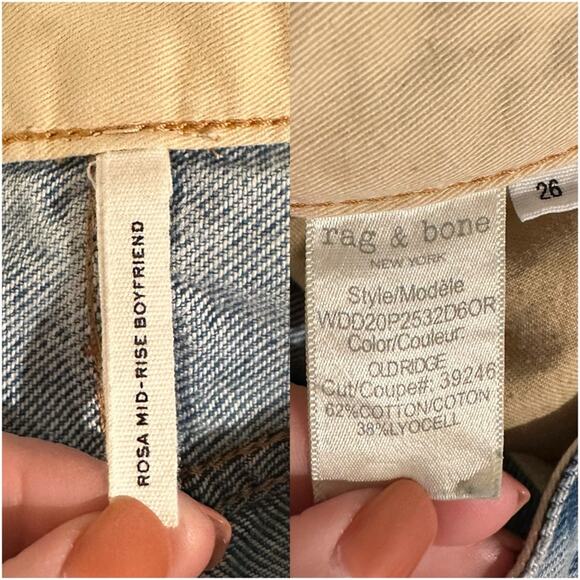 ROSA MID-RISE BOYFRIEND
rag & bone
NEW YORK
Style/Modèle
WDD20P2532D6OR
Color/Couleur:
OLD RIDGE
Cut/Coupe#: 39246
62%COTTON/COTON
38%LYOCELL
26